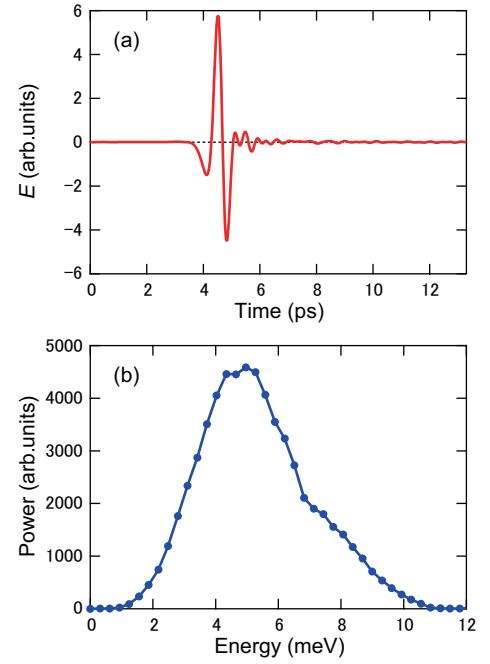 (a)
E (arb.units)
6
4
2
0
−2
−4
−6
0 2 4 6 8 10 12
Time (ps)
(b)
Power (arb.units)
5000
4000
3000
2000
1000
0
0 2 4 6 8 10 12
Energy (meV)